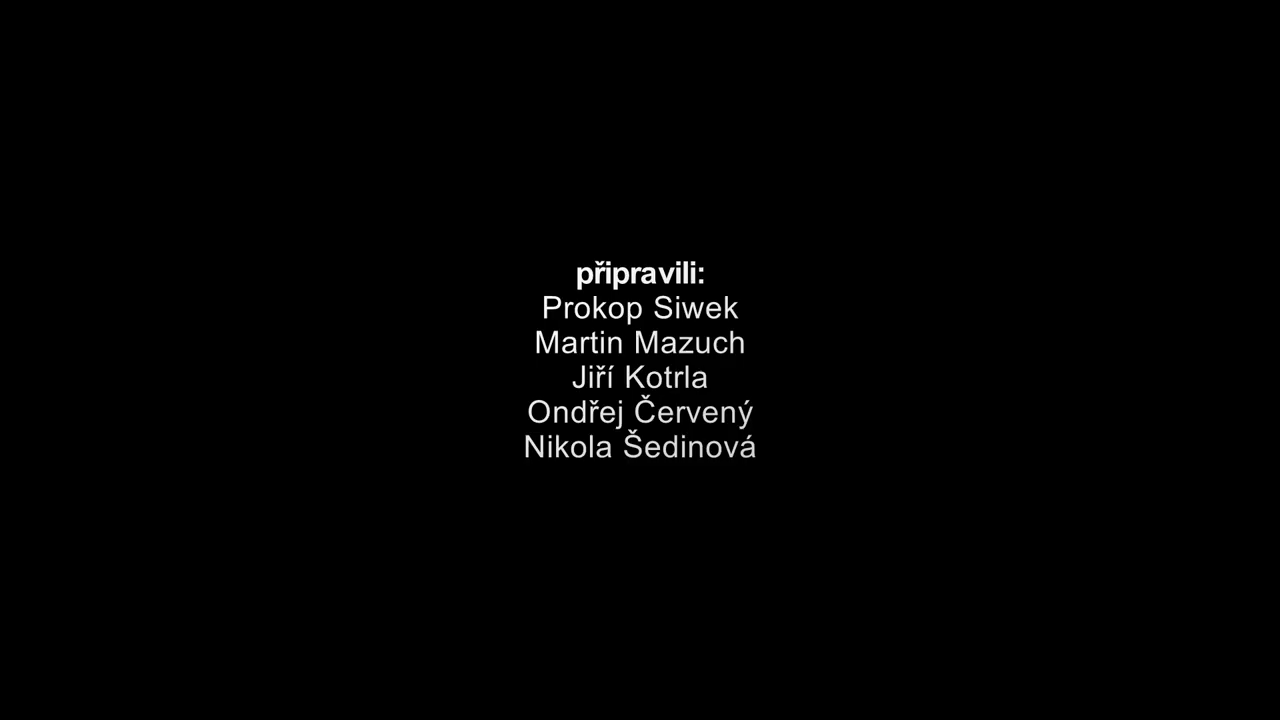 připravili:
Prokop Siwek
Martin Mazuch
Jiří Kotrla
Ondřej Červený
Nikola Šedinová